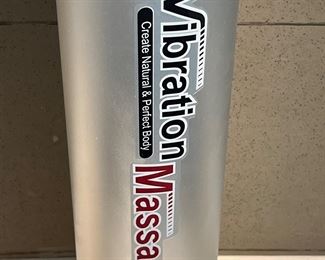 Vibration Massa
Create Natural & Perfect Body